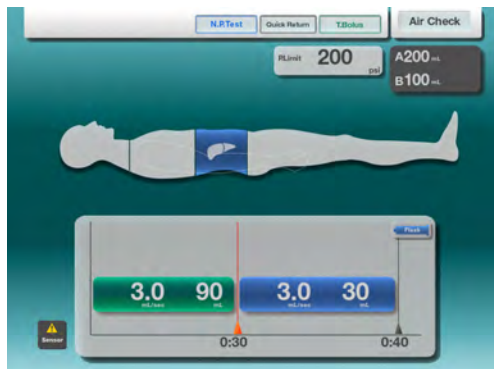 N.P.Test Quick Return T.Bolus Air Check
P.Limit 200 psi
A200 mL
B100 mL
Flush
3.0 mL/sec 90 mL 3.0 mL/sec 30 mL
Sensor
0:30 0:40